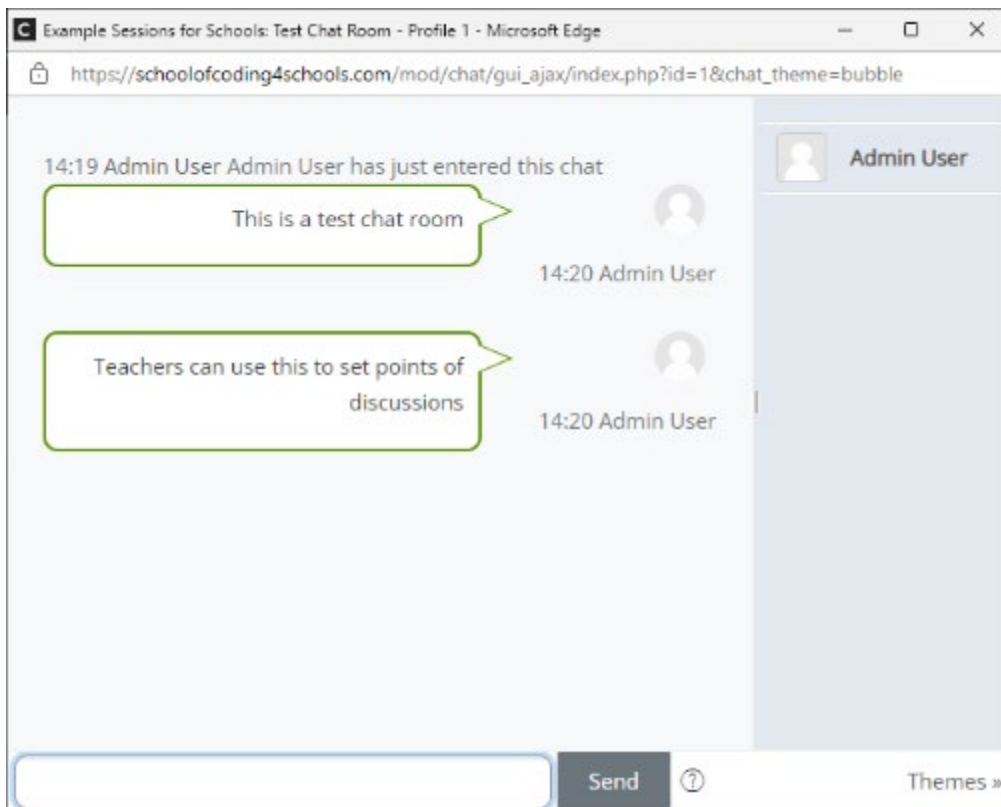 C Example Sessions for Schools: Test Chat Room - Profile 1 - Microsoft Edge
https://schoolofcoding4schools.com/mod/chat/gui_ajax/index.php?id=1&chat_theme=bubble
14:19 Admin User Admin User has just entered this chat
Admin User
This is a test chat room
14:20 Admin User
Teachers can use this to set points of
discussions
14:20 Admin User
Send ? Themes »